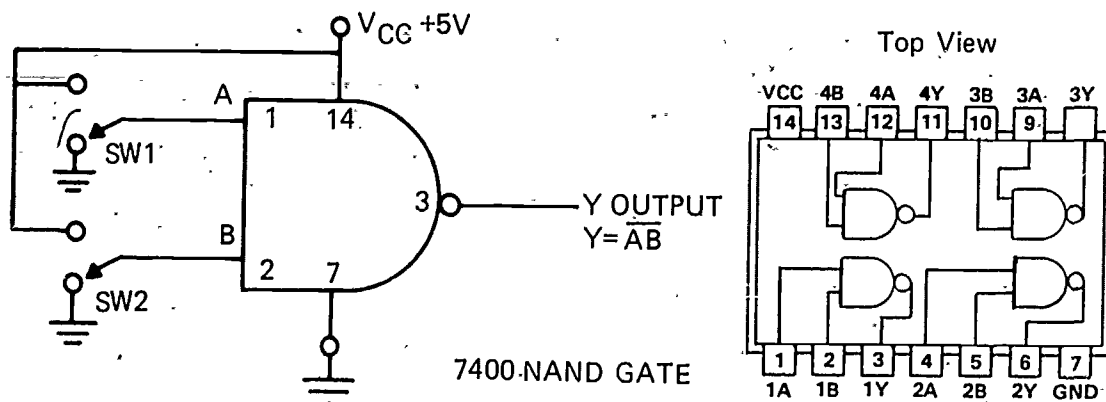 VCC +5V
A
1
14
SW1
3
Y OUTPUT
Y=AB
B
2
7
SW2
7400 NAND GATE
Top View
VCC 4B 4A 4Y 3B 3A 3Y
14 13 12 11 10 9
1 2 3 4 5 6 7
1A 1B 1Y 2A 2B 2Y GND